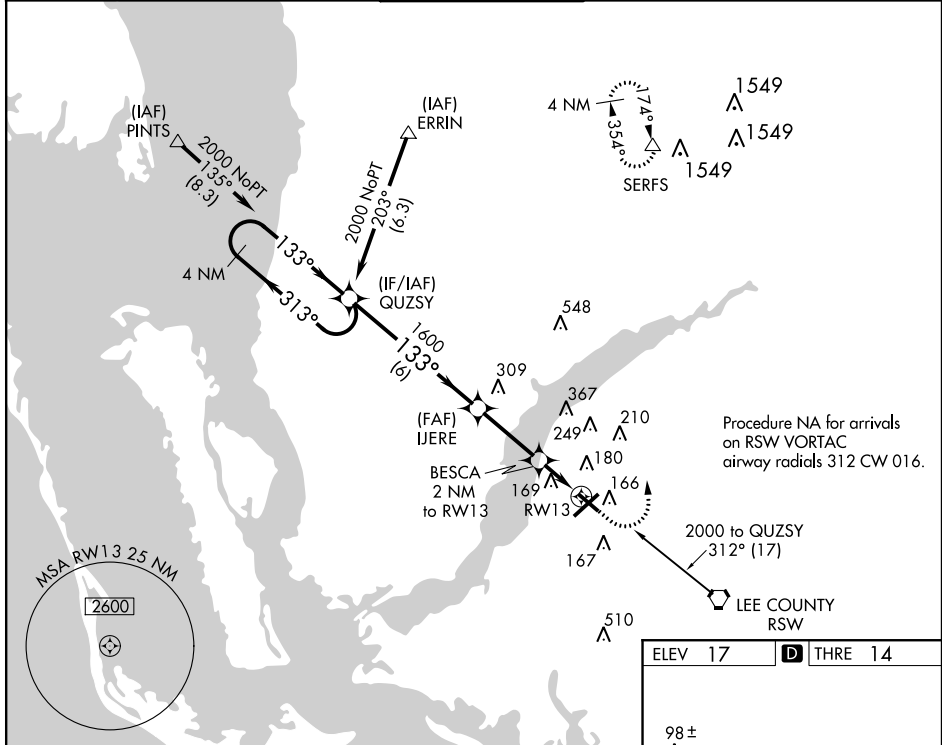 (IAF)
PINTS
2000 NoPT
135°
(8.3)
(IAF)
ERRIN
2000 NoPT
203°
(6.3)
4 NM
174°
354°
SERFS
1549
1549
1549
4 NM
133°
313°
(IF/IAF)
QUZSY
1600
133°
(6)
548
309
(FAF)
IJERE
367
249
210
180
BESCA
2 NM
to RW13
169
RW13
166
167
510
Procedure NA for arrivals
on RSW VORTAC
airway radials 312 CW 016.
2000 to QUZSY
312° (17)
LEE COUNTY
RSW
MSA RW13 25 NM
2600
ELEV 17 D THRE 14
98±